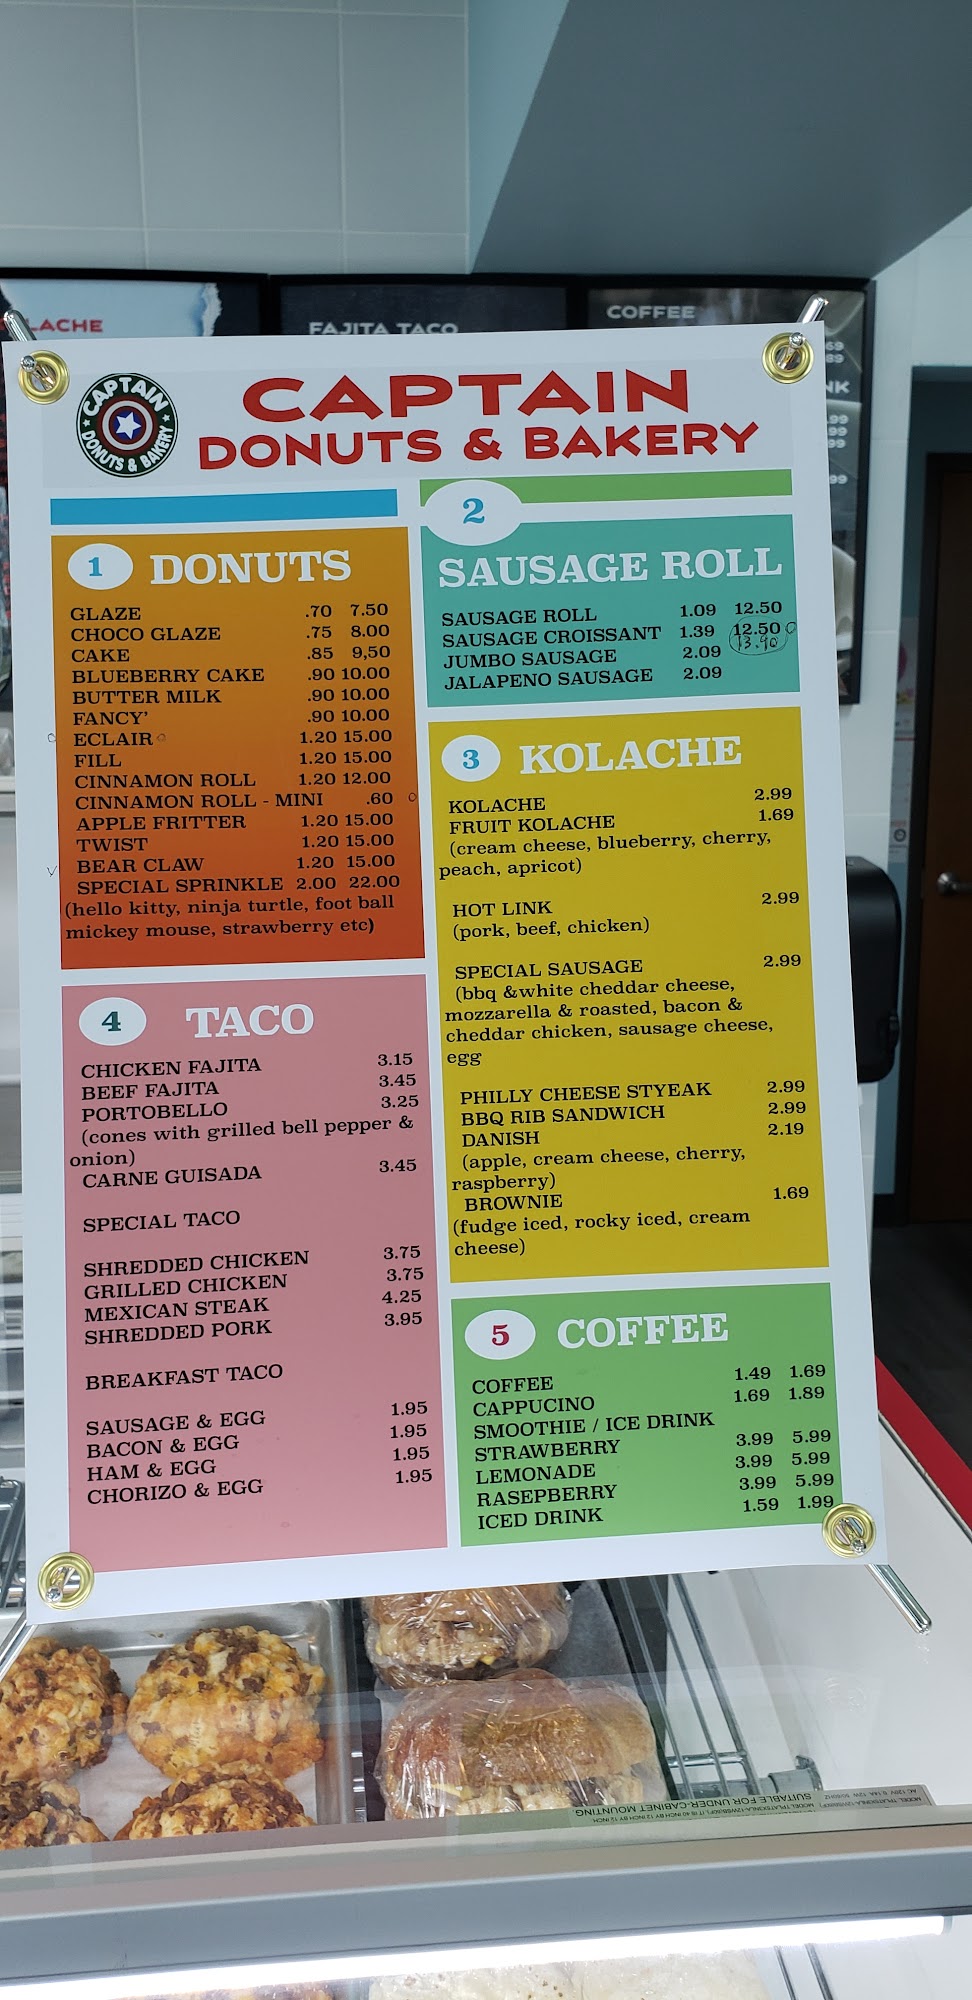 LACHE
FAJITA TACO
COFFEE
CAPTAIN
DONUTS & BAKERY
CAPTAIN
DONUTS & BAKERY
1 DONUTS
GLAZE .70 7.50
CHOCO GLAZE .75 8.00
CAKE .85 9,50
BLUEBERRY CAKE .90 10.00
BUTTER MILK .90 10.00
FANCY' .90 10.00
ECLAIR 1.20 15.00
FILL 1.20 15.00
CINNAMON ROLL 1.20 12.00
CINNAMON ROLL - MINI .60
APPLE FRITTER 1.20 15.00
TWIST 1.20 15.00
BEAR CLAW 1.20 15.00
SPECIAL SPRINKLE 2.00 22.00
(hello kitty, ninja turtle, foot ball
mickey mouse, strawberry etc)
2
SAUSAGE ROLL
SAUSAGE ROLL 1.09 12.50
SAUSAGE CROISSANT 1.39 12.50
13.90
JUMBO SAUSAGE 2.09
JALAPENO SAUSAGE 2.09
3 KOLACHE
KOLACHE 2.99
FRUIT KOLACHE 1.69
(cream cheese, blueberry, cherry,
peach, apricot)
HOT LINK 2.99
(pork, beef, chicken)
SPECIAL SAUSAGE 2.99
(bbq &white cheddar cheese,
mozzarella & roasted, bacon &
cheddar chicken, sausage cheese,
egg
PHILLY CHEESE STYEAK 2.99
BBQ RIB SANDWICH 2.99
DANISH 2.19
(apple, cream cheese, cherry,
raspberry)
BROWNIE 1.69
(fudge iced, rocky iced, cream
cheese)
4 TACO
CHICKEN FAJITA 3.15
BEEF FAJITA 3.45
PORTOBELLO 3.25
(cones with grilled bell pepper &
onion)
CARNE GUISADA 3.45
SPECIAL TACO
SHREDDED CHICKEN 3.75
GRILLED CHICKEN 3.75
MEXICAN STEAK 4.25
SHREDDED PORK 3.95
BREAKFAST TACO
SAUSAGE & EGG 1.95
BACON & EGG 1.95
HAM & EGG 1.95
CHORIZO & EGG 1.95
5 COFFEE
COFFEE 1.49 1.69
CAPPUCINO 1.69 1.89
SMOOTHIE / ICE DRINK
STRAWBERRY 3.99 5.99
LEMONADE 3.99 5.99
RASEPBERRY 3.99 5.99
ICED DRINK 1.59 1.99
SUITABLE FOR UNDER-CABINET MOUNTING